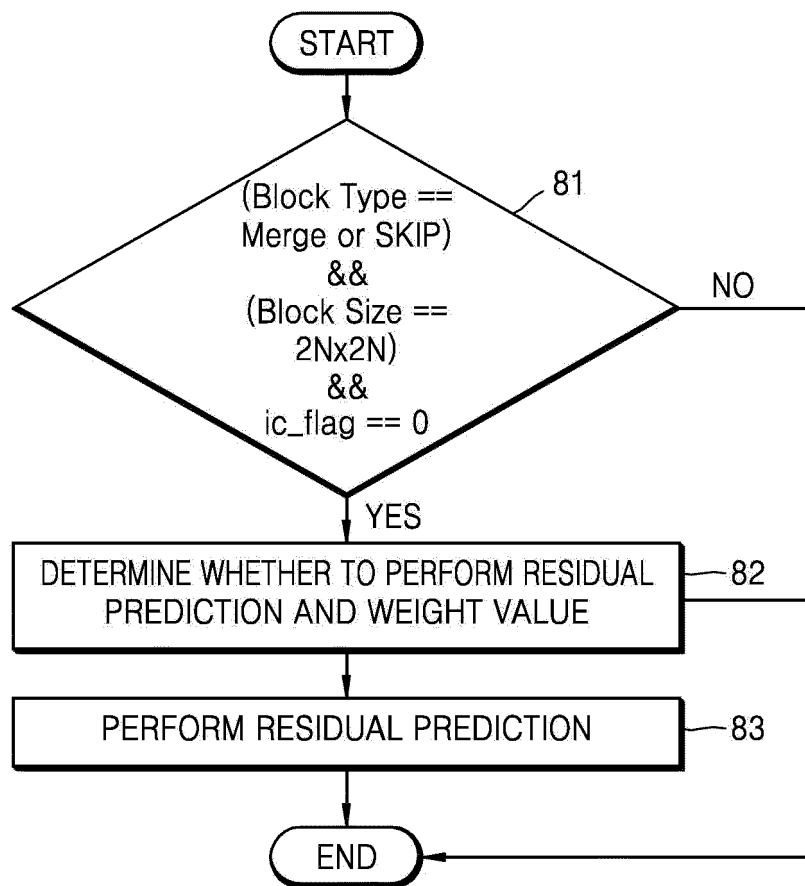 START
(Block Type ==
Merge or SKIP)
&&
(Block Size ==
2Nx2N)
&&
ic_flag == 0
81
NO
YES
DETERMINE WHETHER TO PERFORM RESIDUAL
PREDICTION AND WEIGHT VALUE
82
PERFORM RESIDUAL PREDICTION
83
END